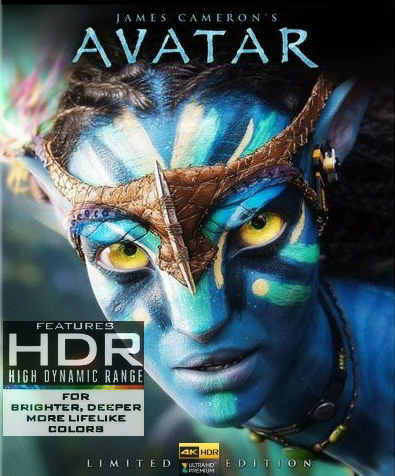 JAMES CAMERON'S
AVATAR
FEATURES
HDR
HIGH DYNAMIC RANGE
FOR
BRIGHTER, DEEPER
MORE LIFELIKE
COLORS
4K HDR
ULTRA HD
PREMIUM
LIMITED EDITION